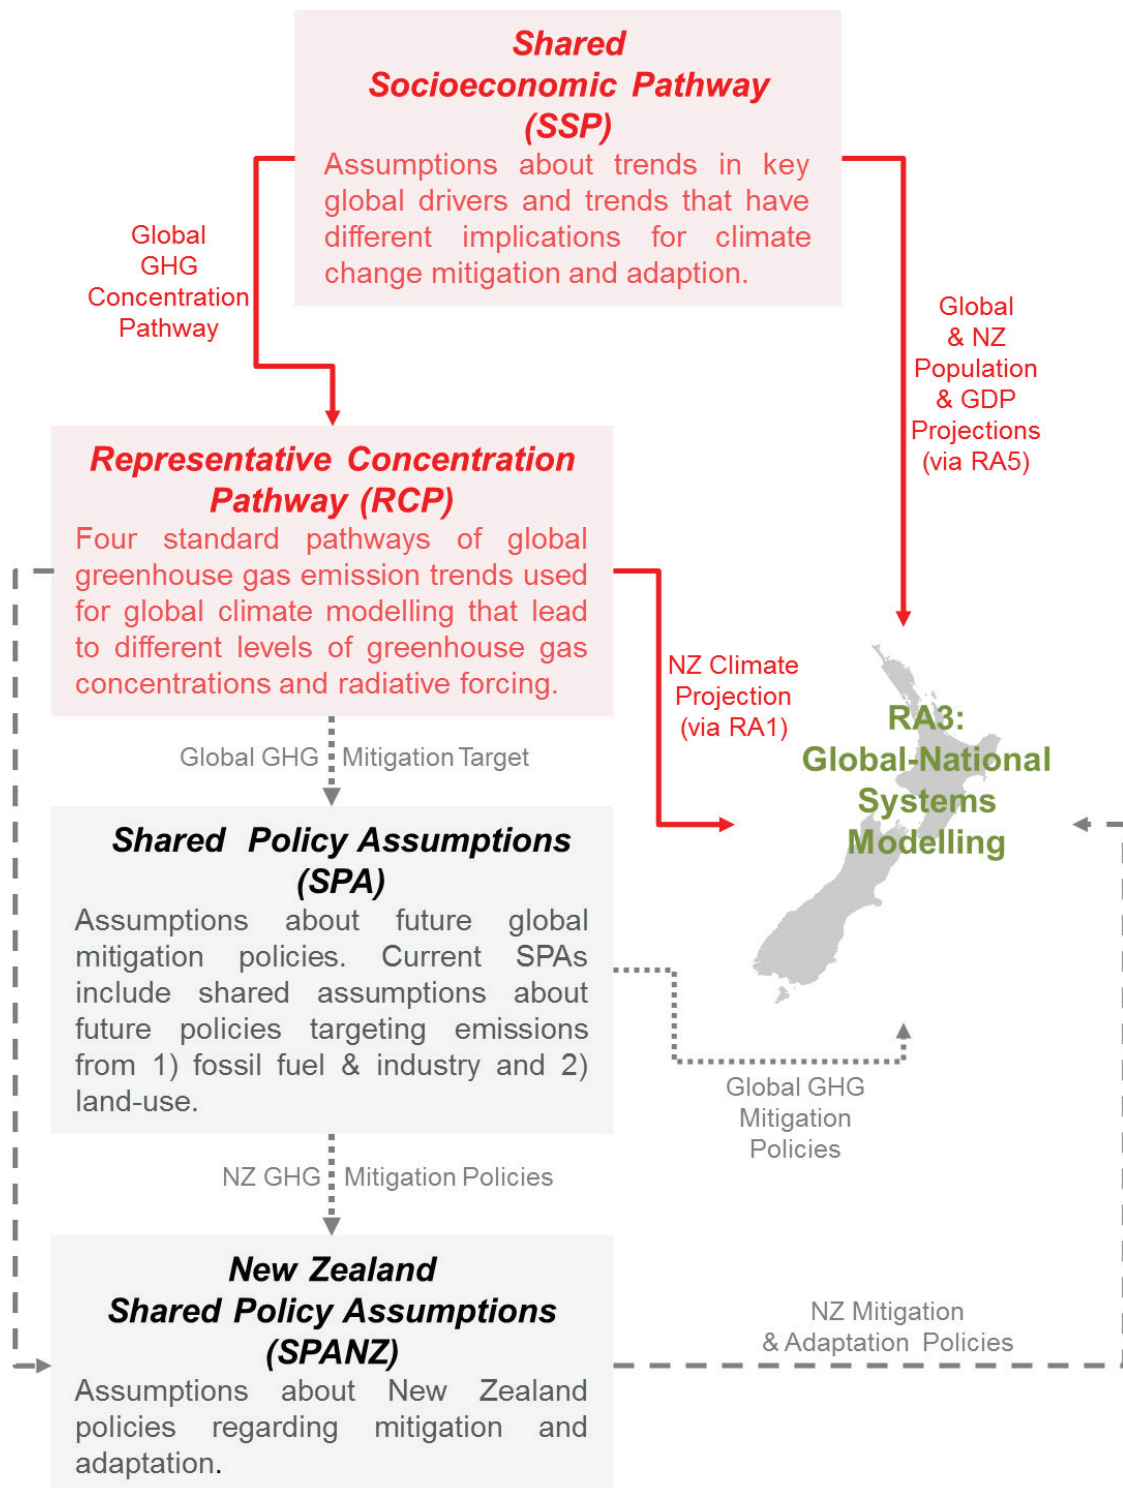 Shared
Socioeconomic Pathway
(SSP)
Assumptions about trends in key
global drivers and trends that have
different implications for climate
change mitigation and adaption.
Global
GHG
Concentration
Pathway
Global
& NZ
Population
& GDP
Projections
(via RA5)
Representative Concentration
Pathway (RCP)
Four standard pathways of global
greenhouse gas emission trends used
for global climate modelling that lead
to different levels of greenhouse gas
concentrations and radiative forcing.
NZ Climate
Projection
(via RA1)
RA3:
Global-National
Systems
Modelling
Global GHG Mitigation Target
Shared Policy Assumptions
(SPA)
Assumptions about future global
mitigation policies. Current SPAs
include shared assumptions about
future policies targeting emissions
from 1) fossil fuel & industry and 2)
land-use.
Global GHG
Mitigation
Policies
NZ GHG Mitigation Policies
New Zealand
Shared Policy Assumptions
(SPANZ)
Assumptions about New Zealand
policies regarding mitigation and
adaptation.
NZ Mitigation
& Adaptation Policies